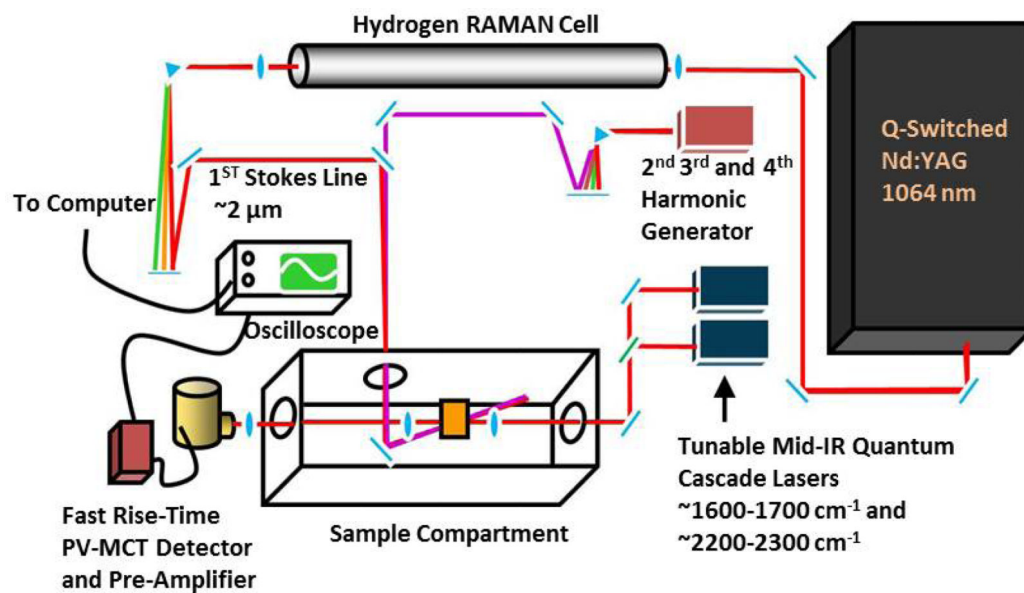 Hydrogen RAMAN Cell
Q-Switched
Nd:YAG
1064 nm
2nd 3rd and 4th
Harmonic
Generator
1ST Stokes Line
~2 μm
To Computer
Oscilloscope
Tunable Mid-IR Quantum
Cascade Lasers
~1600-1700 cm-1 and
~2200-2300 cm-1
Sample Compartment
Fast Rise-Time
PV-MCT Detector
and Pre-Amplifier